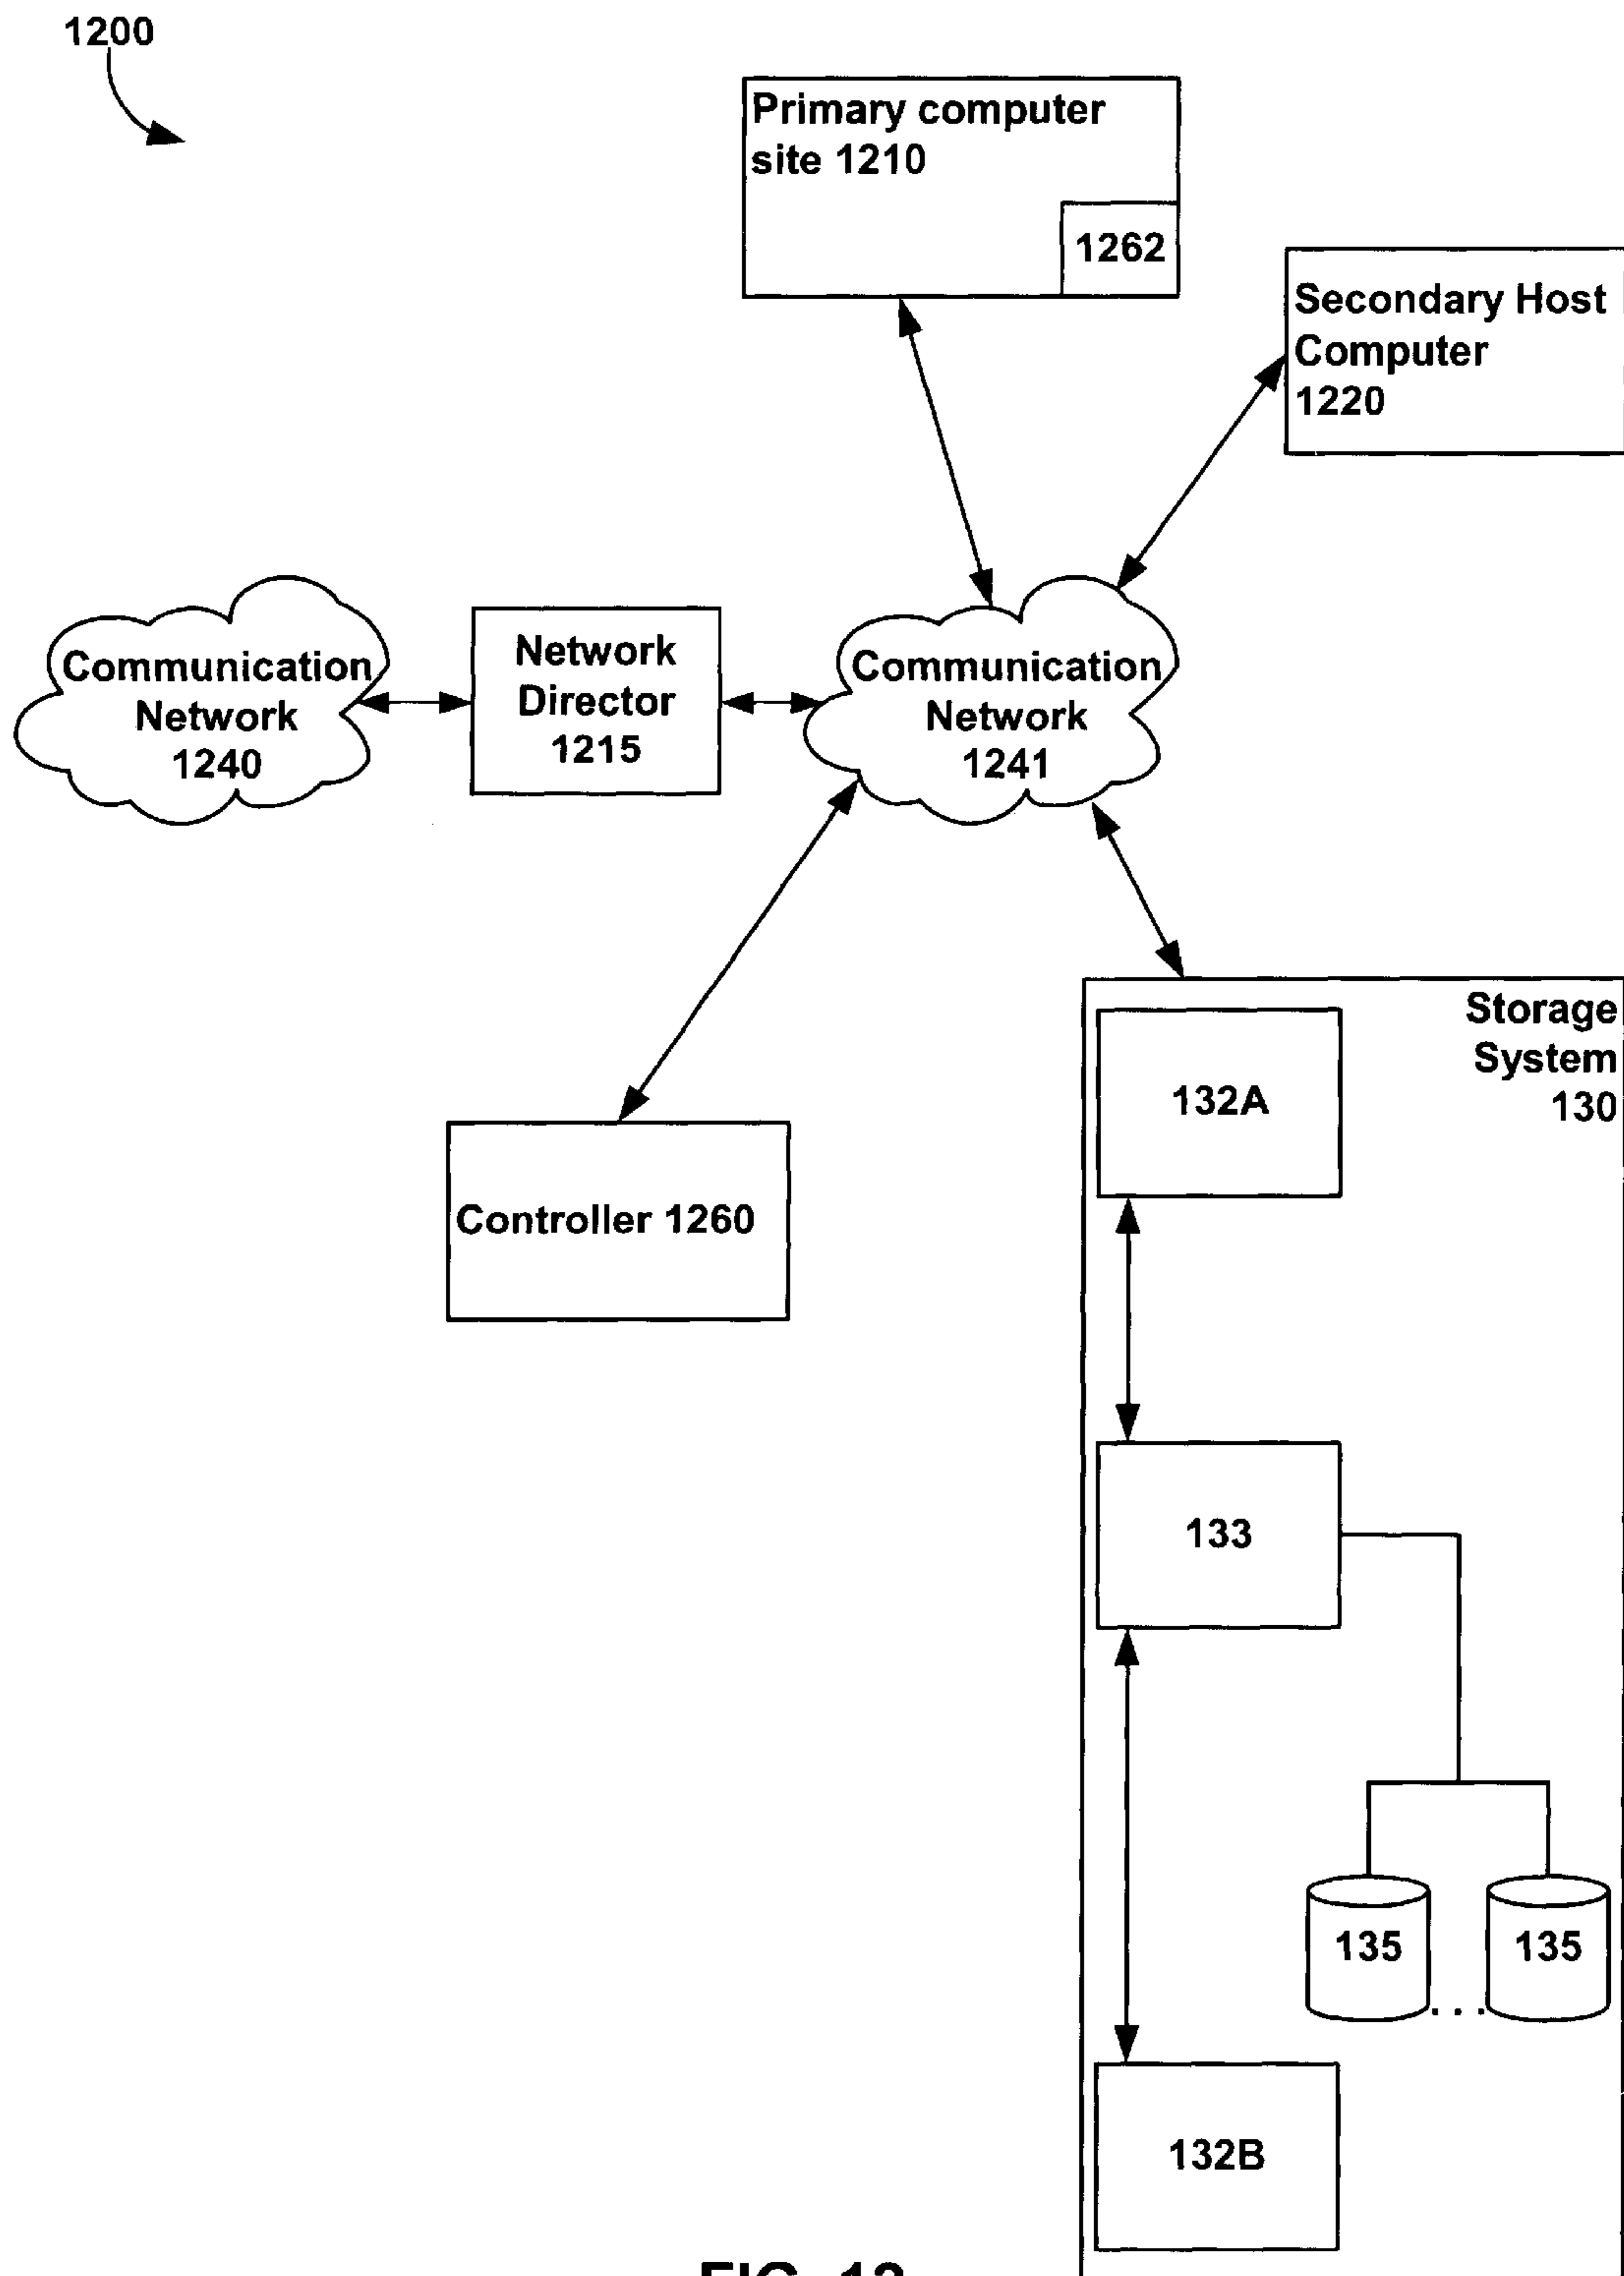 1200
Primary computer
site 1210
1262
Secondary Host
Computer
1220
Communication
Network
1240
Network
Director
1215
Communication
Network
1241
Storage
System
130
132A
Controller 1260
133
135
135
...
132B